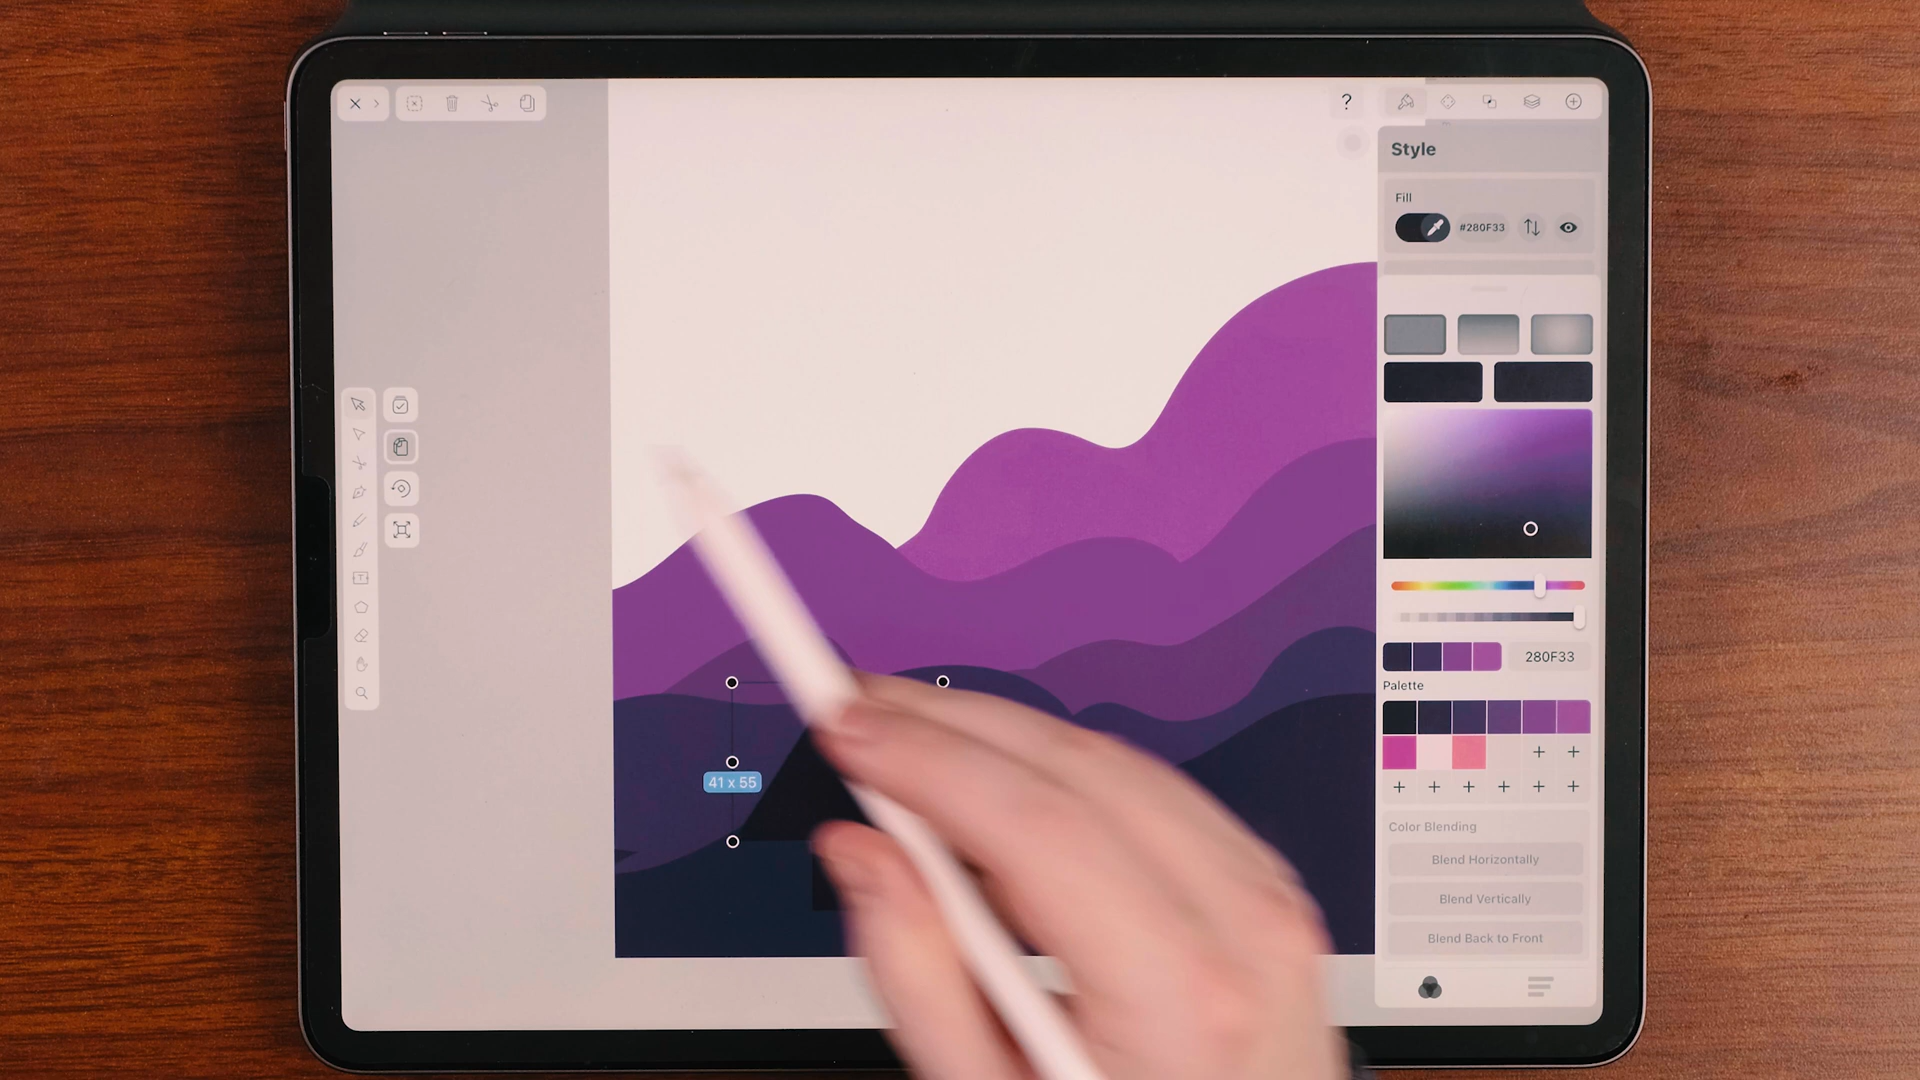 ?
Style
Fill
#280F33
280F33
Palette
41 x 55
Color Blending
Blend Horizontally
Blend Vertically
Blend Back to Front